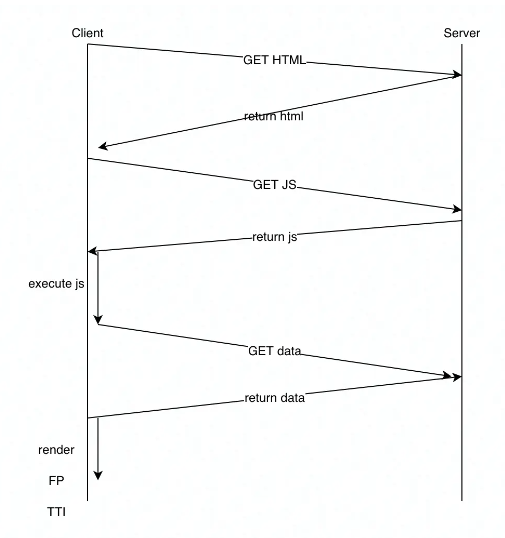 Client
Server
GET HTML
return html
GET JS
return js
execute js
GET data
return data
render
FP
TTI